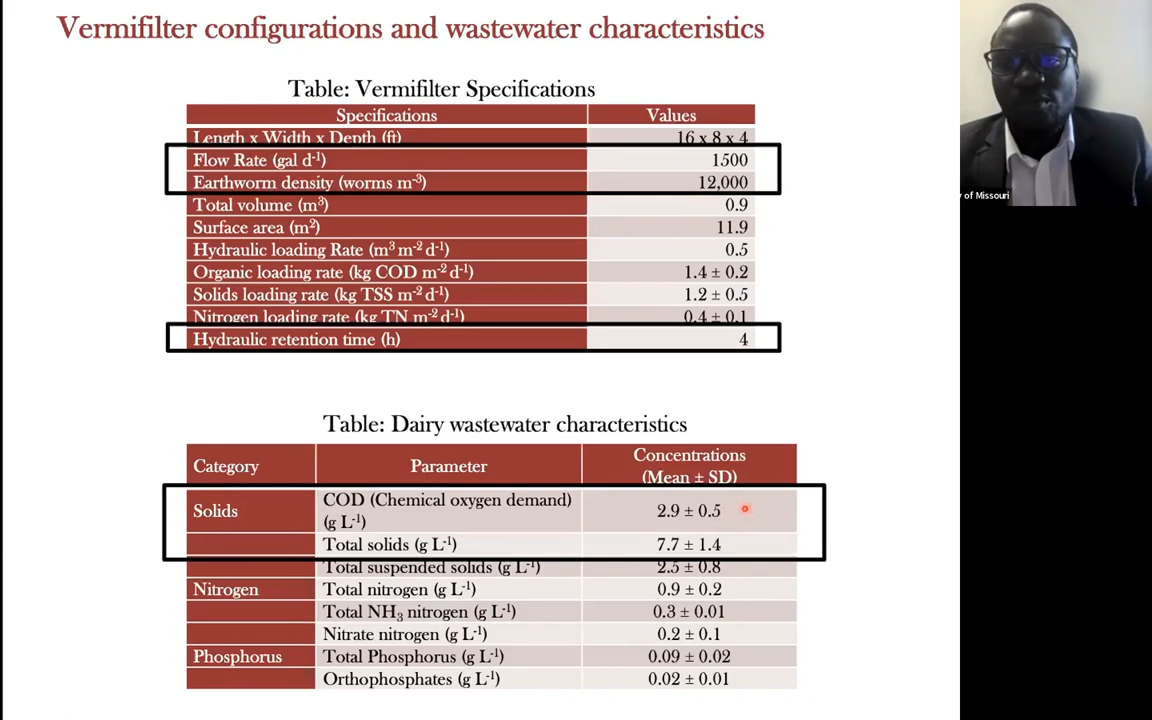 Vermifilter configurations and wastewater characteristics
Table: Vermifilter Specifications
Specifications Values
Length x Width x Depth (ft) 16 x 8 x 4
Flow Rate (gal d-1) 1500
Earthworm density (worms m-3) 12,000
Total volume (m3) 0.9
Surface area (m2) 11.9
Hydraulic loading Rate (m3 m-2 d-1) 0.5
Organic loading rate (kg COD m-2 d-1) 1.4 ± 0.2
Solids loading rate (kg TSS m-2 d-1) 1.2 ± 0.5
Nitrogen loading rate (kg TN m-2 d-1) 0.4 ± 0.1
Hydraulic retention time (h) 4
Table: Dairy wastewater characteristics
Category Parameter Concentrations
(Mean ± SD)
Solids COD (Chemical oxygen demand)
(g L-1) 2.9 ± 0.5
Total solids (g L-1) 7.7 ± 1.4
Total suspended solids (g L-1) 2.5 ± 0.8
Nitrogen Total nitrogen (g L-1) 0.9 ± 0.2
Total NH3 nitrogen (g L-1) 0.3 ± 0.01
Nitrate nitrogen (g L-1) 0.2 ± 0.1
Phosphorus Total Phosphorus (g L-1) 0.09 ± 0.02
Orthophosphates (g L-1) 0.02 ± 0.01
y of Missouri